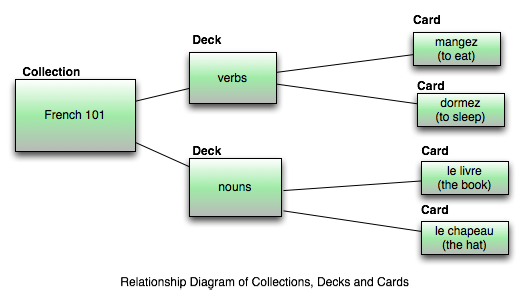 Collection
French 101
Deck
verbs
Card
mangez
(to eat)
Card
dormez
(to sleep)
Deck
nouns
Card
le livre
(the book)
Card
le chapeau
(the hat)
Relationship Diagram of Collections, Decks and Cards